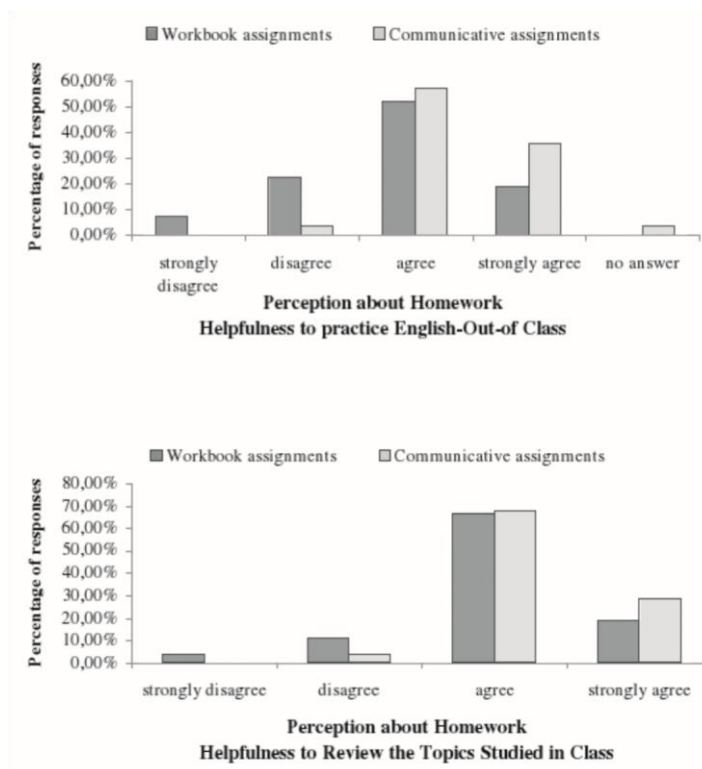 Workbook assignments Communicative assignments
Percentage of responses
60,00%
50,00%
40,00%
30,00%
20,00%
10,00%
0,00%
strongly disagree disagree agree strongly agree no answer
Perception about Homework
Helpfulness to practice English-Out-of Class
Workbook assignments Communicative assignments
Percentage of responses
80,00%
70,00%
60,00%
50,00%
40,00%
30,00%
20,00%
10,00%
0,00%
strongly disagree disagree agree strongly agree
Perception about Homework
Helpfulness to Review the Topics Studied in Class